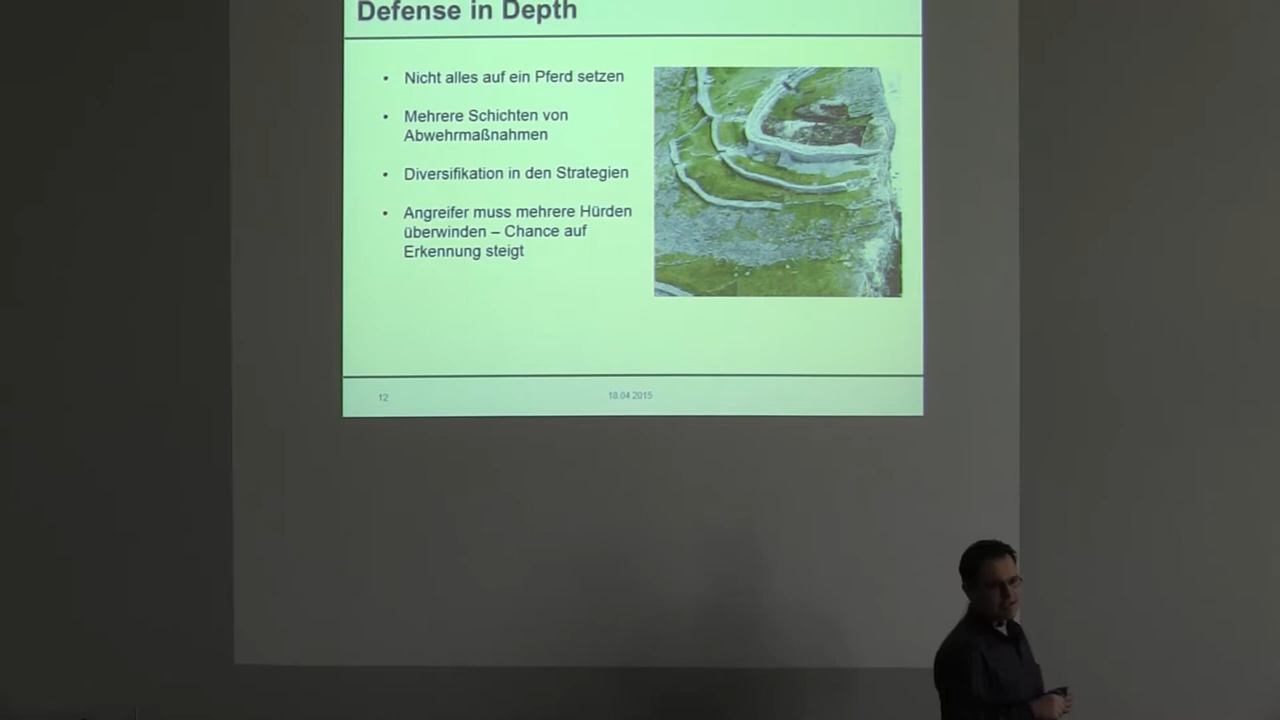 Defense in Depth
• Nicht alles auf ein Pferd setzen
• Mehrere Schichten von
Abwehrmaßnahmen
• Diversifikation in den Strategien
• Angreifer muss mehrere Hürden
überwinden – Chance auf
Erkennung steigt
12
18.04.2015